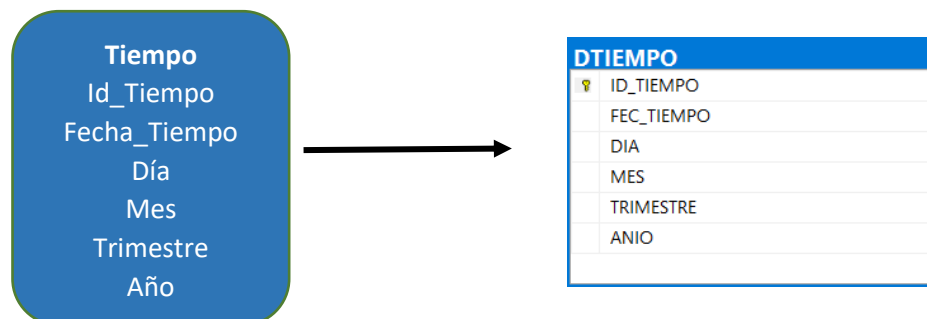 Tiempo
Id_Tiempo
Fecha_Tiempo
Día
Mes
Trimestre
Año
DTIEMPO
ID_TIEMPO
FEC_TIEMPO
DIA
MES
TRIMESTRE
ANIO